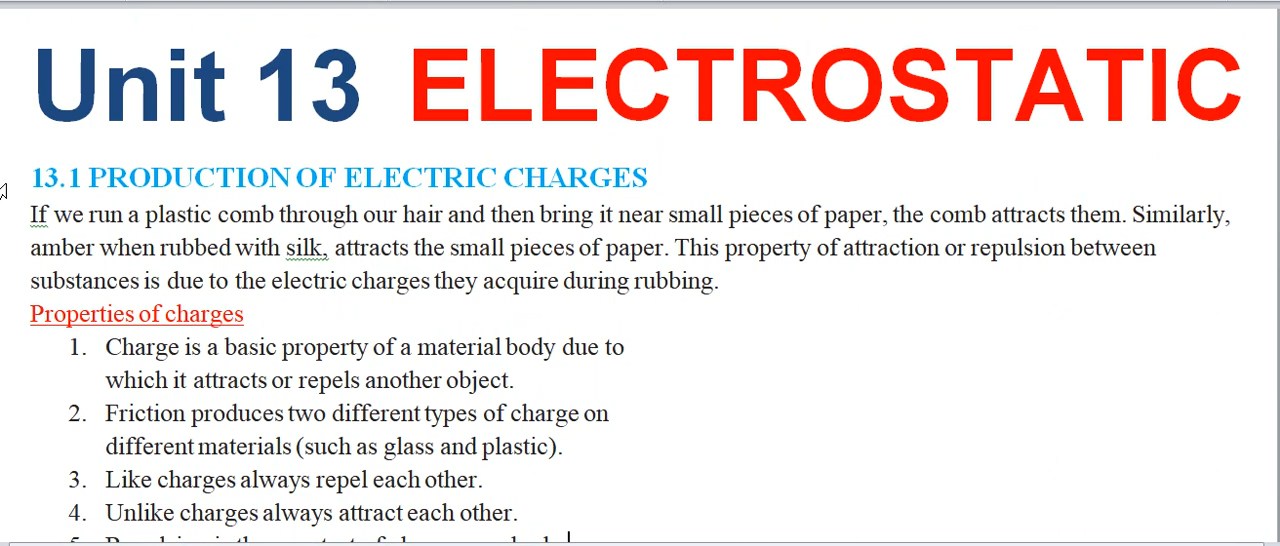 Unit 13 ELECTROSTATIC
13.1 PRODUCTION OF ELECTRIC CHARGES
If we run a plastic comb through our hair and then bring it near small pieces of paper, the comb attracts them. Similarly,
amber when rubbed with silk, attracts the small pieces of paper. This property of attraction or repulsion between
substances is due to the electric charges they acquire during rubbing.
Properties of charges
1. Charge is a basic property of a material body due to
which it attracts or repels another object.
2. Friction produces two different types of charge on
different materials (such as glass and plastic).
3. Like charges always repel each other.
4. Unlike charges always attract each other.